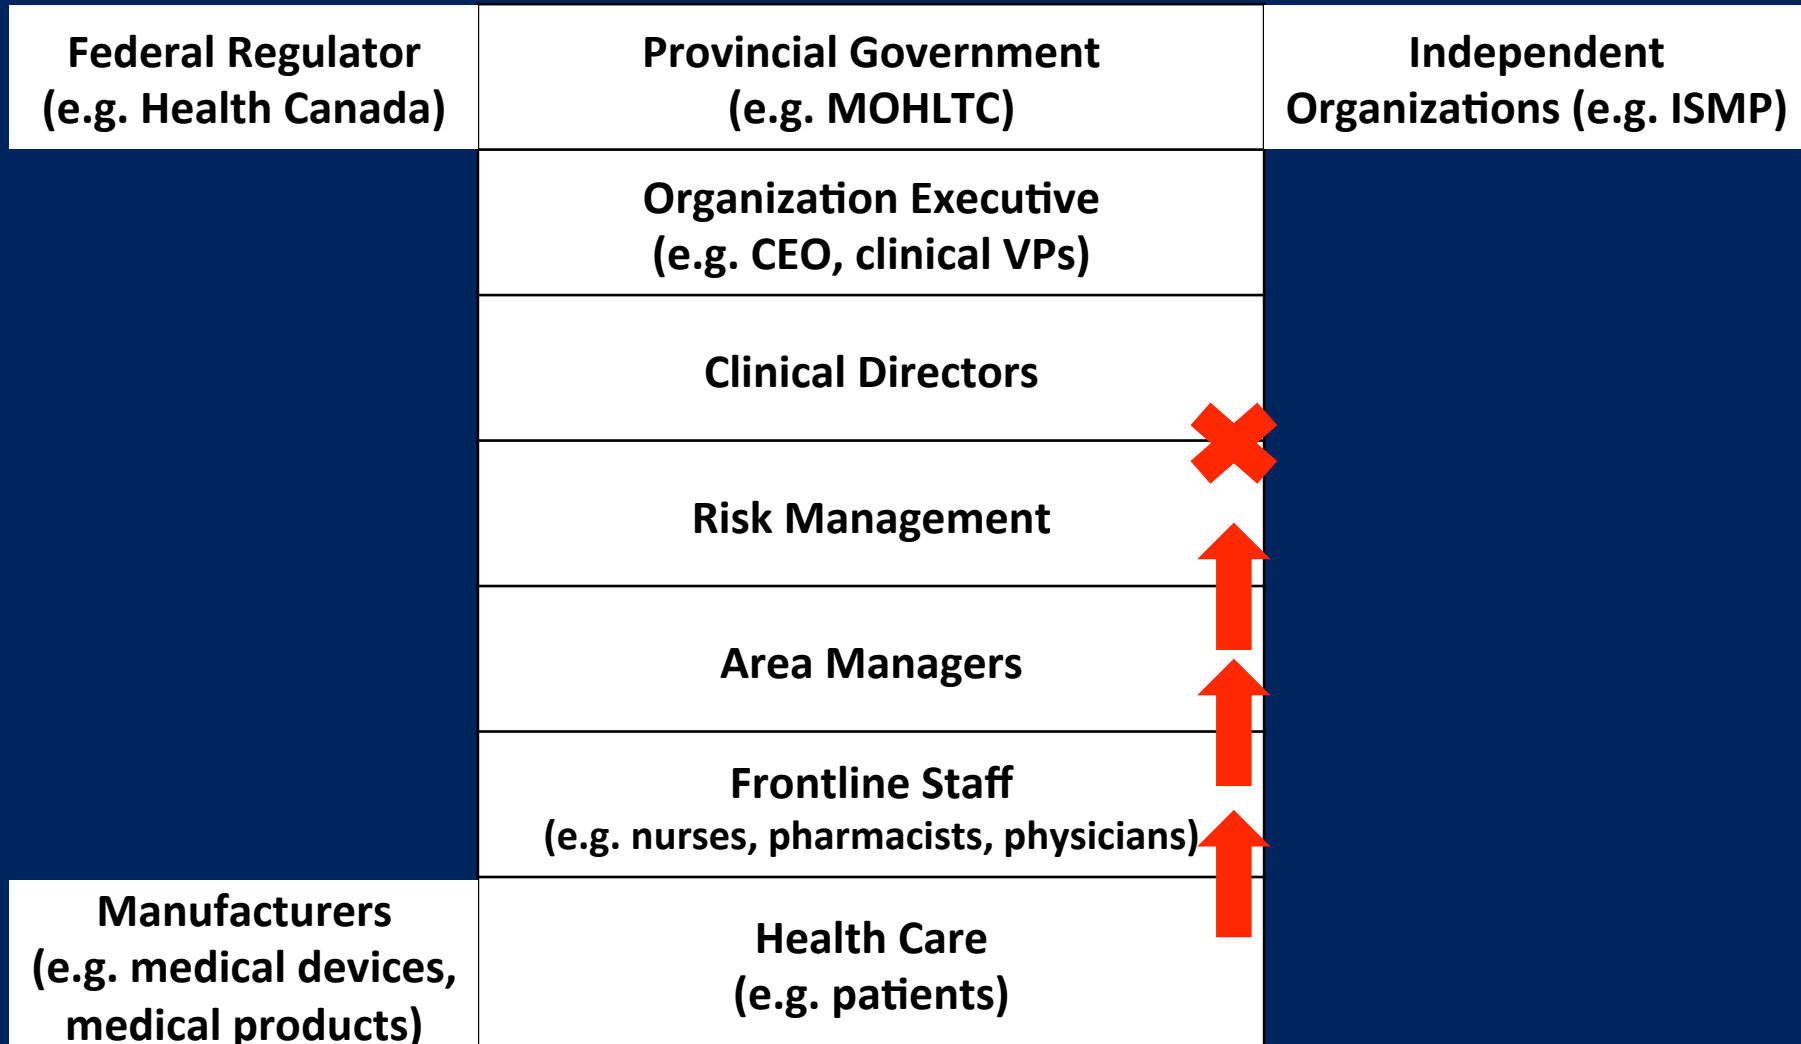 Federal Regulator
(e.g. Health Canada)
Provincial Government
(e.g. MOHLTC)
Independent
Organizations (e.g. ISMP)
Organization Executive
(e.g. CEO, clinical VPs)
Clinical Directors
Risk Management
Area Managers
Frontline Staff
(e.g. nurses, pharmacists, physicians)
Manufacturers
(e.g. medical devices,
medical products)
Health Care
(e.g. patients)